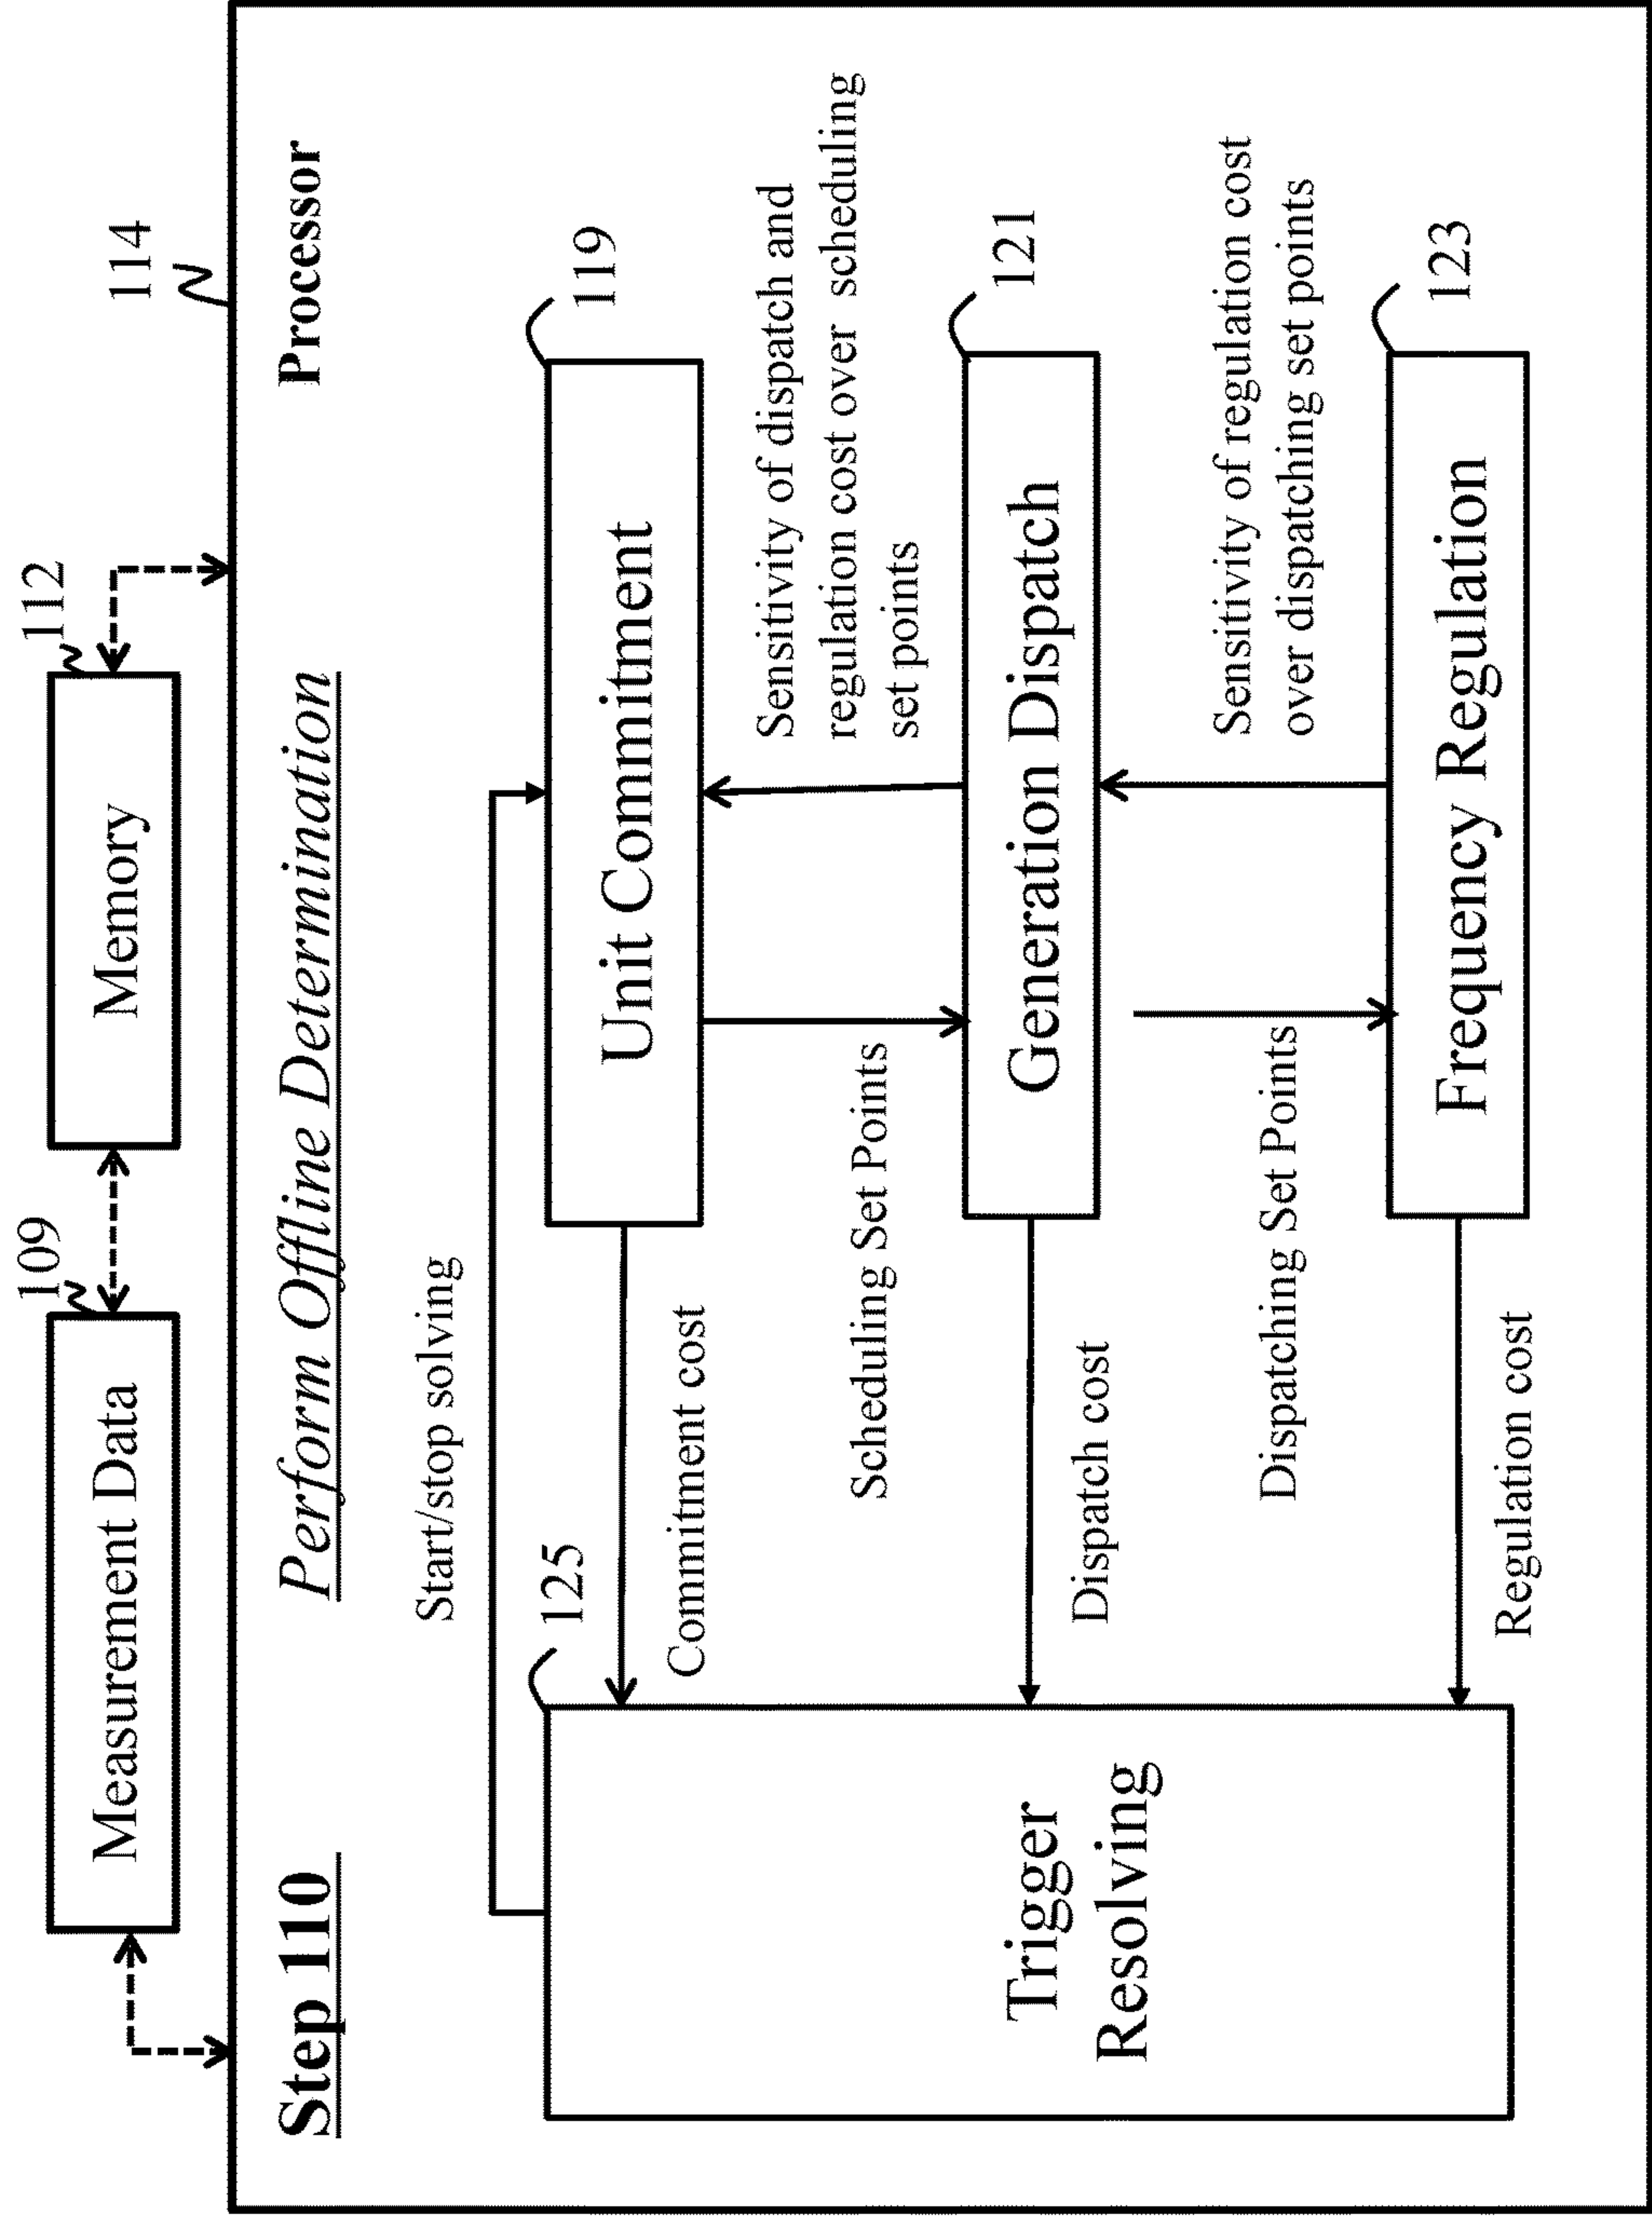 109
112
114
Measurement Data
Memory
Step 110
Perform Offline Determination
Processor
Start/stop solving
125
119
Unit Commitment
Commitment cost
Sensitivity of dispatch and
regulation cost over scheduling
set points
Scheduling Set Points
121
Trigger
Resolving
Generation Dispatch
Dispatch cost
Sensitivity of regulation cost
over dispatching set points
Dispatching Set Points
123
Frequency Regulation
Regulation cost